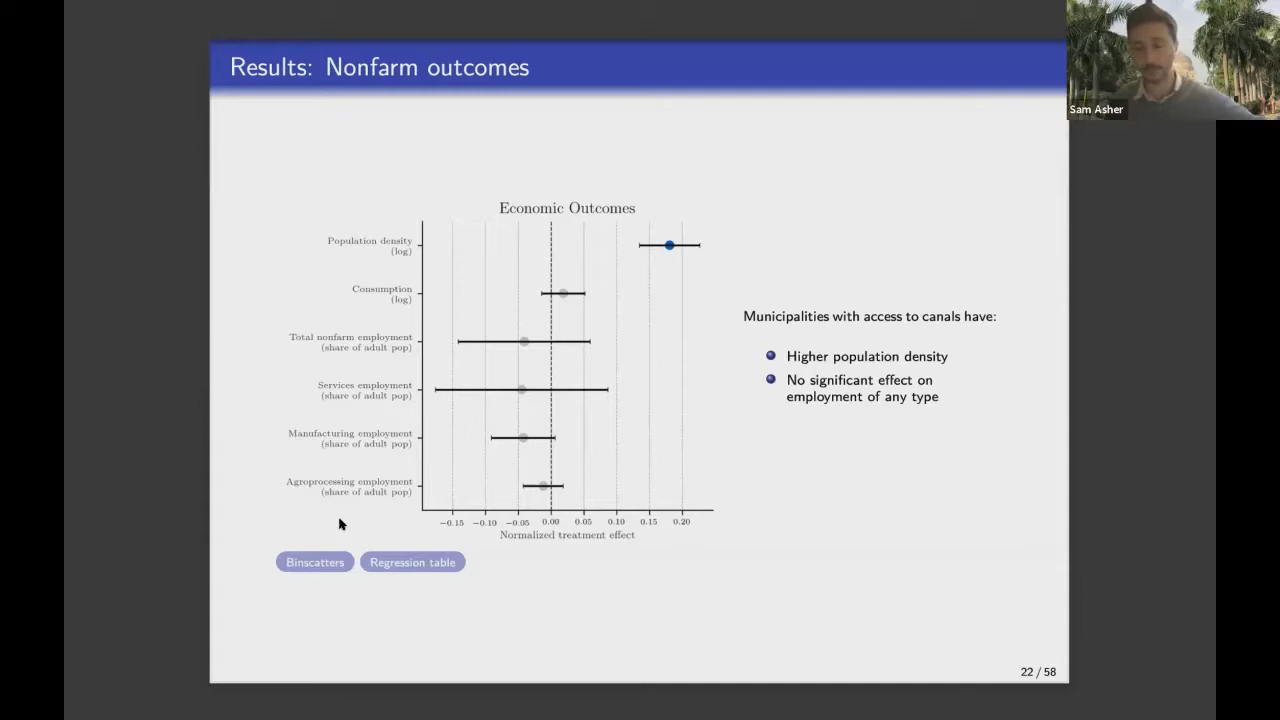 Results: Nonfarm outcomes
Sam Asher
Economic Outcomes
Population density
(log)
Consumption
(log)
Total nonfarm employment
(share of adult pop)
Services employment
(share of adult pop)
Manufacturing employment
(share of adult pop)
Agroprocessing employment
(share of adult pop)
−0.15 −0.10 −0.05 0.00 0.05 0.10 0.15 0.20
Normalized treatment effect
Municipalities with access to canals have:
Higher population density
No significant effect on
employment of any type
Binscatters Regression table
22 / 58